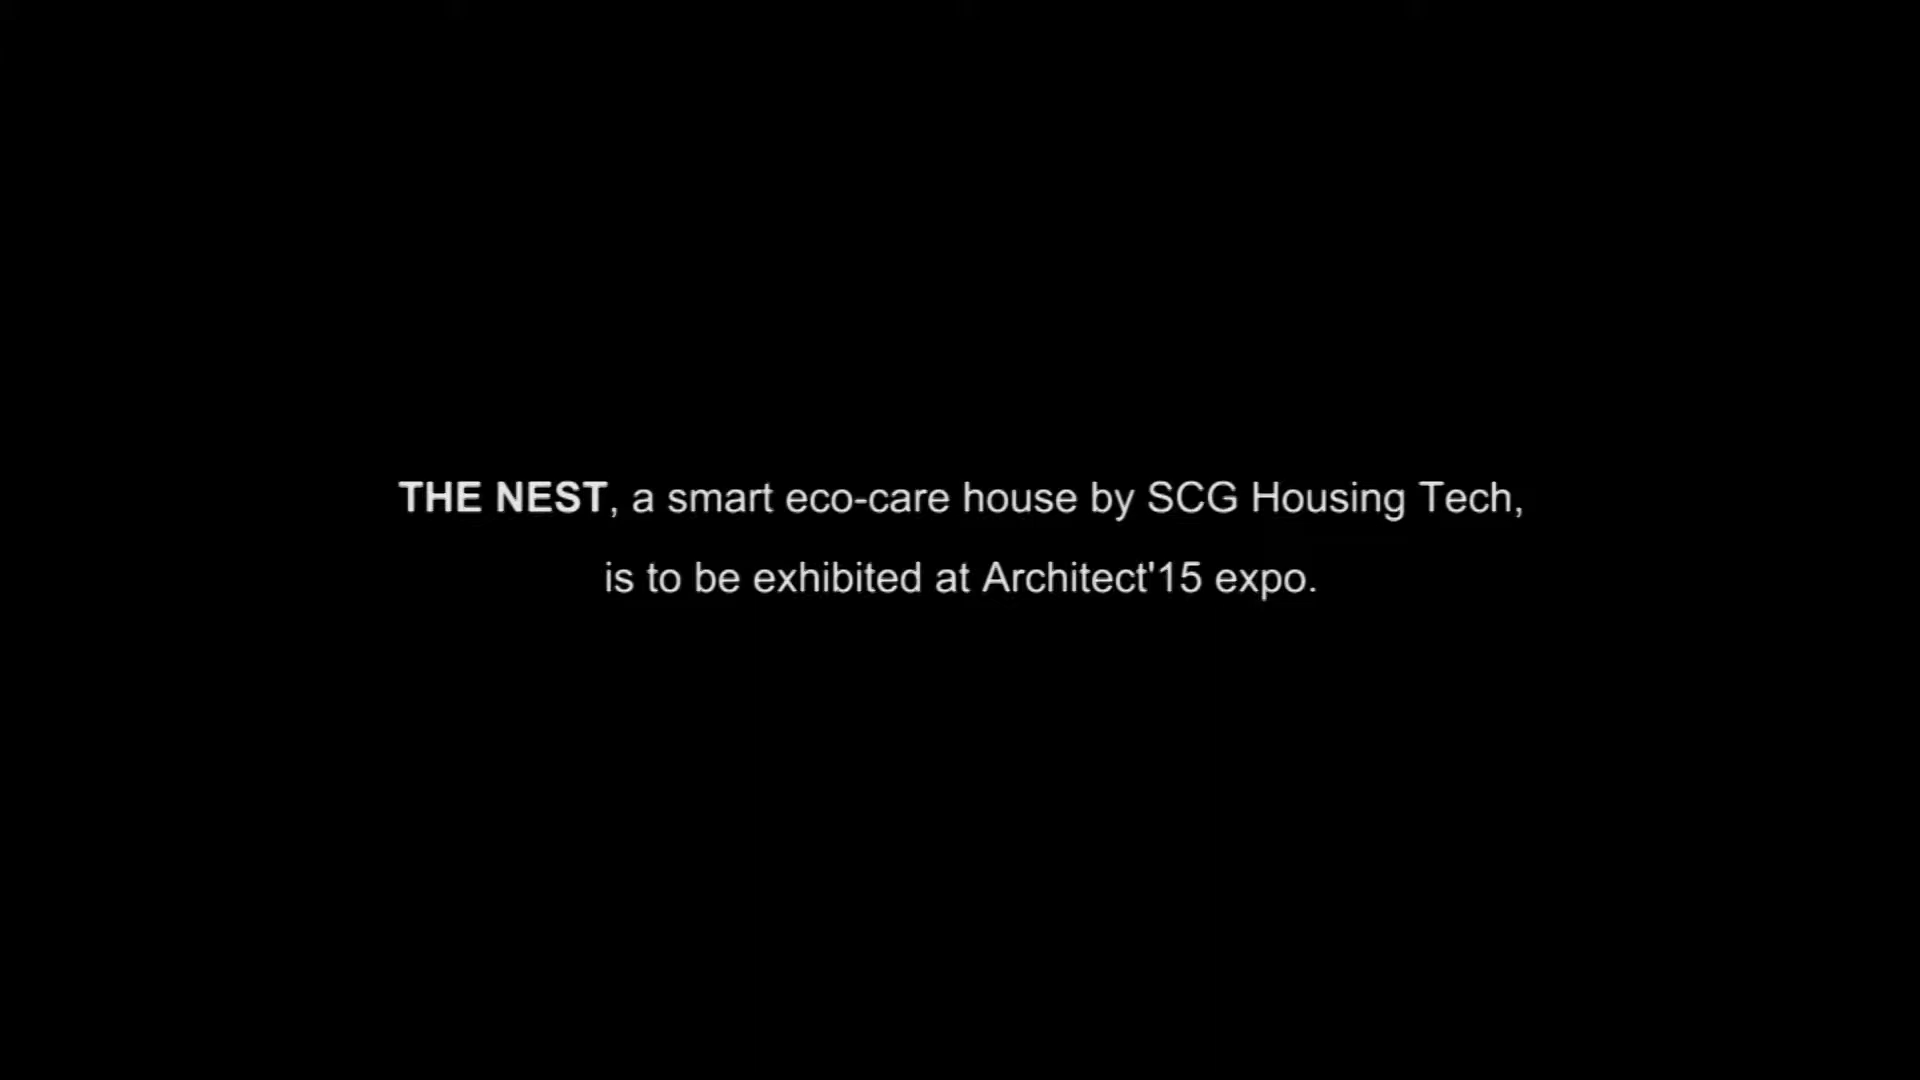 THE NEST, a smart eco-care house by SCG Housing Tech,
is to be exhibited at Architect'15 expo.